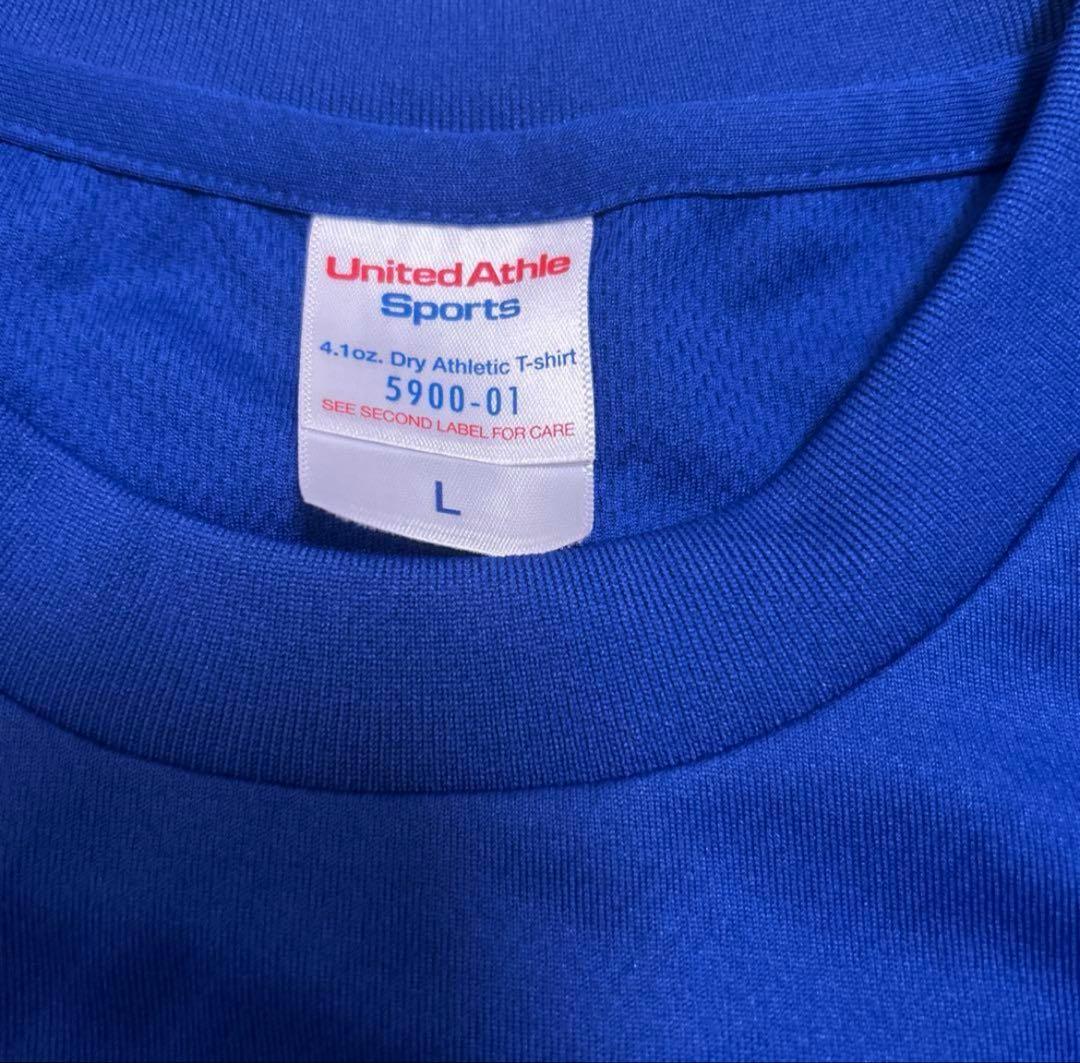 United Athle
Sports
4.1oz. Dry Athletic T-shirt
5900-01
SEE SECOND LABEL FOR CARE
L